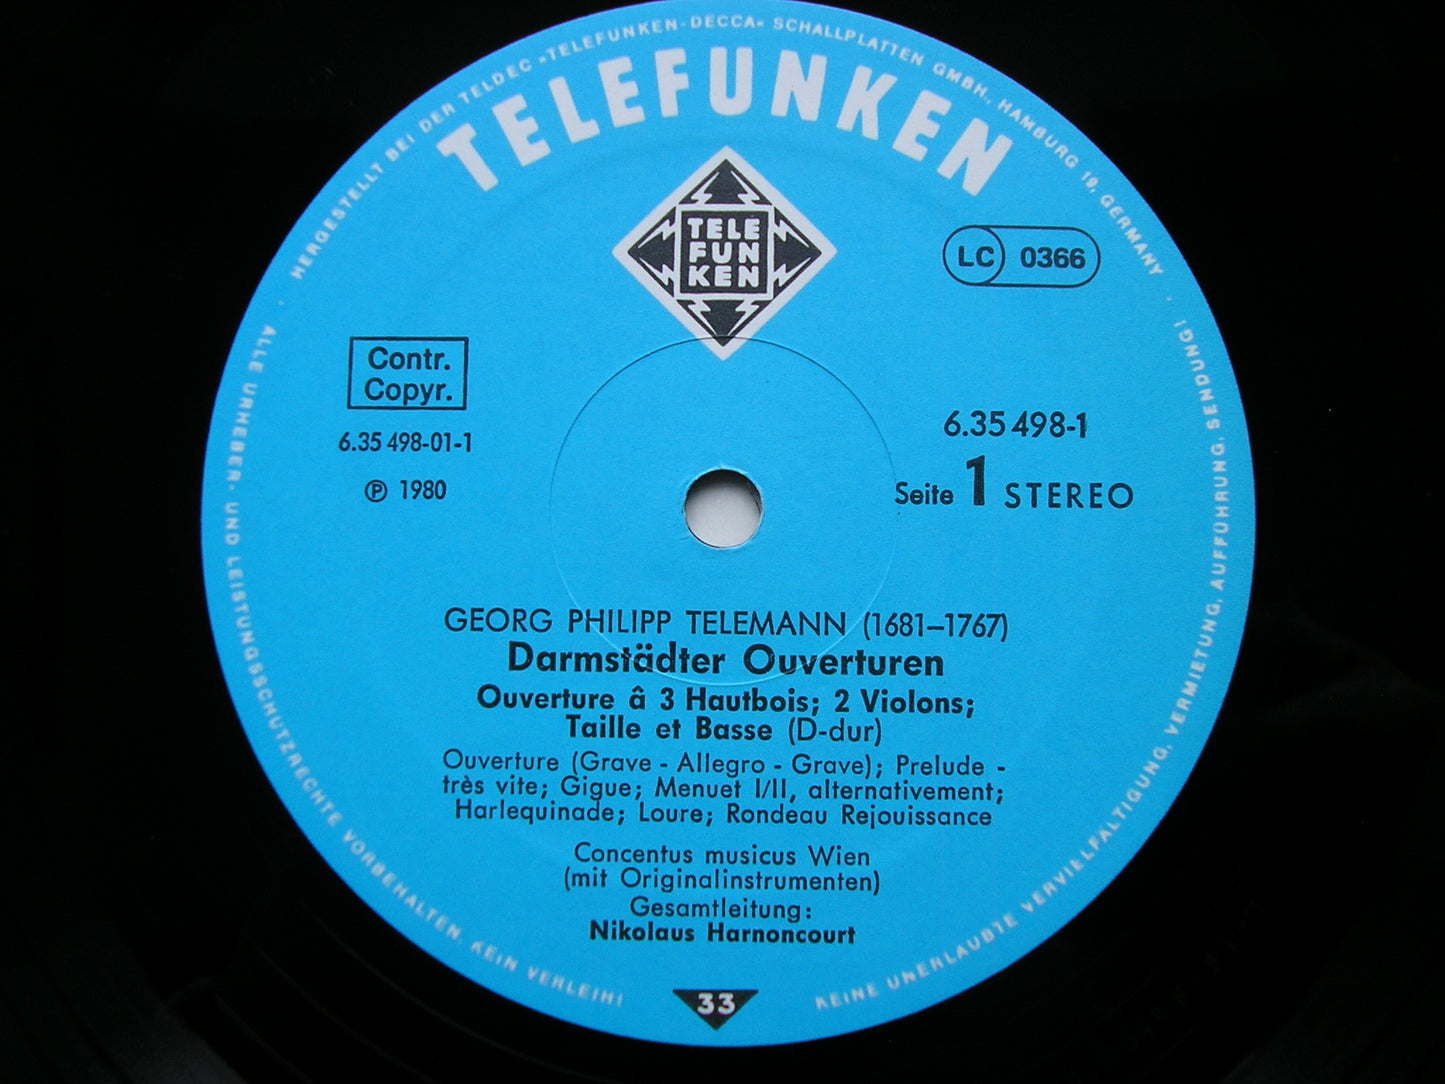 HERGESTELLT BEI DER TELDEC »TELEFUNKEN-DECCA« SCHALLPLATTEN GMBH., HAMBURG 19, GERMANY ·
TELEFUNKEN
TELE
FUN
KEN
LC 0366
Contr.
Copyr.
6.35 498-01-1
℗ 1980
6.35 498-1
Seite 1 STEREO
GEORG PHILIPP TELEMANN (1681–1767)
Darmstädter Ouverturen
Ouverture â 3 Hautbois; 2 Violons;
Taille et Basse (D-dur)
Ouverture (Grave - Allegro - Grave); Prelude -
très vite; Gigue; Menuet I/II, alternativement;
Harlequinade; Loure; Rondeau Rejouissance
Concentus musicus Wien
(mit Originalinstrumenten)
Gesamtleitung:
Nikolaus Harnoncourt
33
· ALLE URHEBER- UND LEISTUNGSSCHUTZRECHTE VORBEHALTEN. KEIN VERLEIH!
KEINE UNERLAUBTE VERVIELFÄLTIGUNG, VERMIETUNG, AUFFÜHRUNG, SENDUNG!